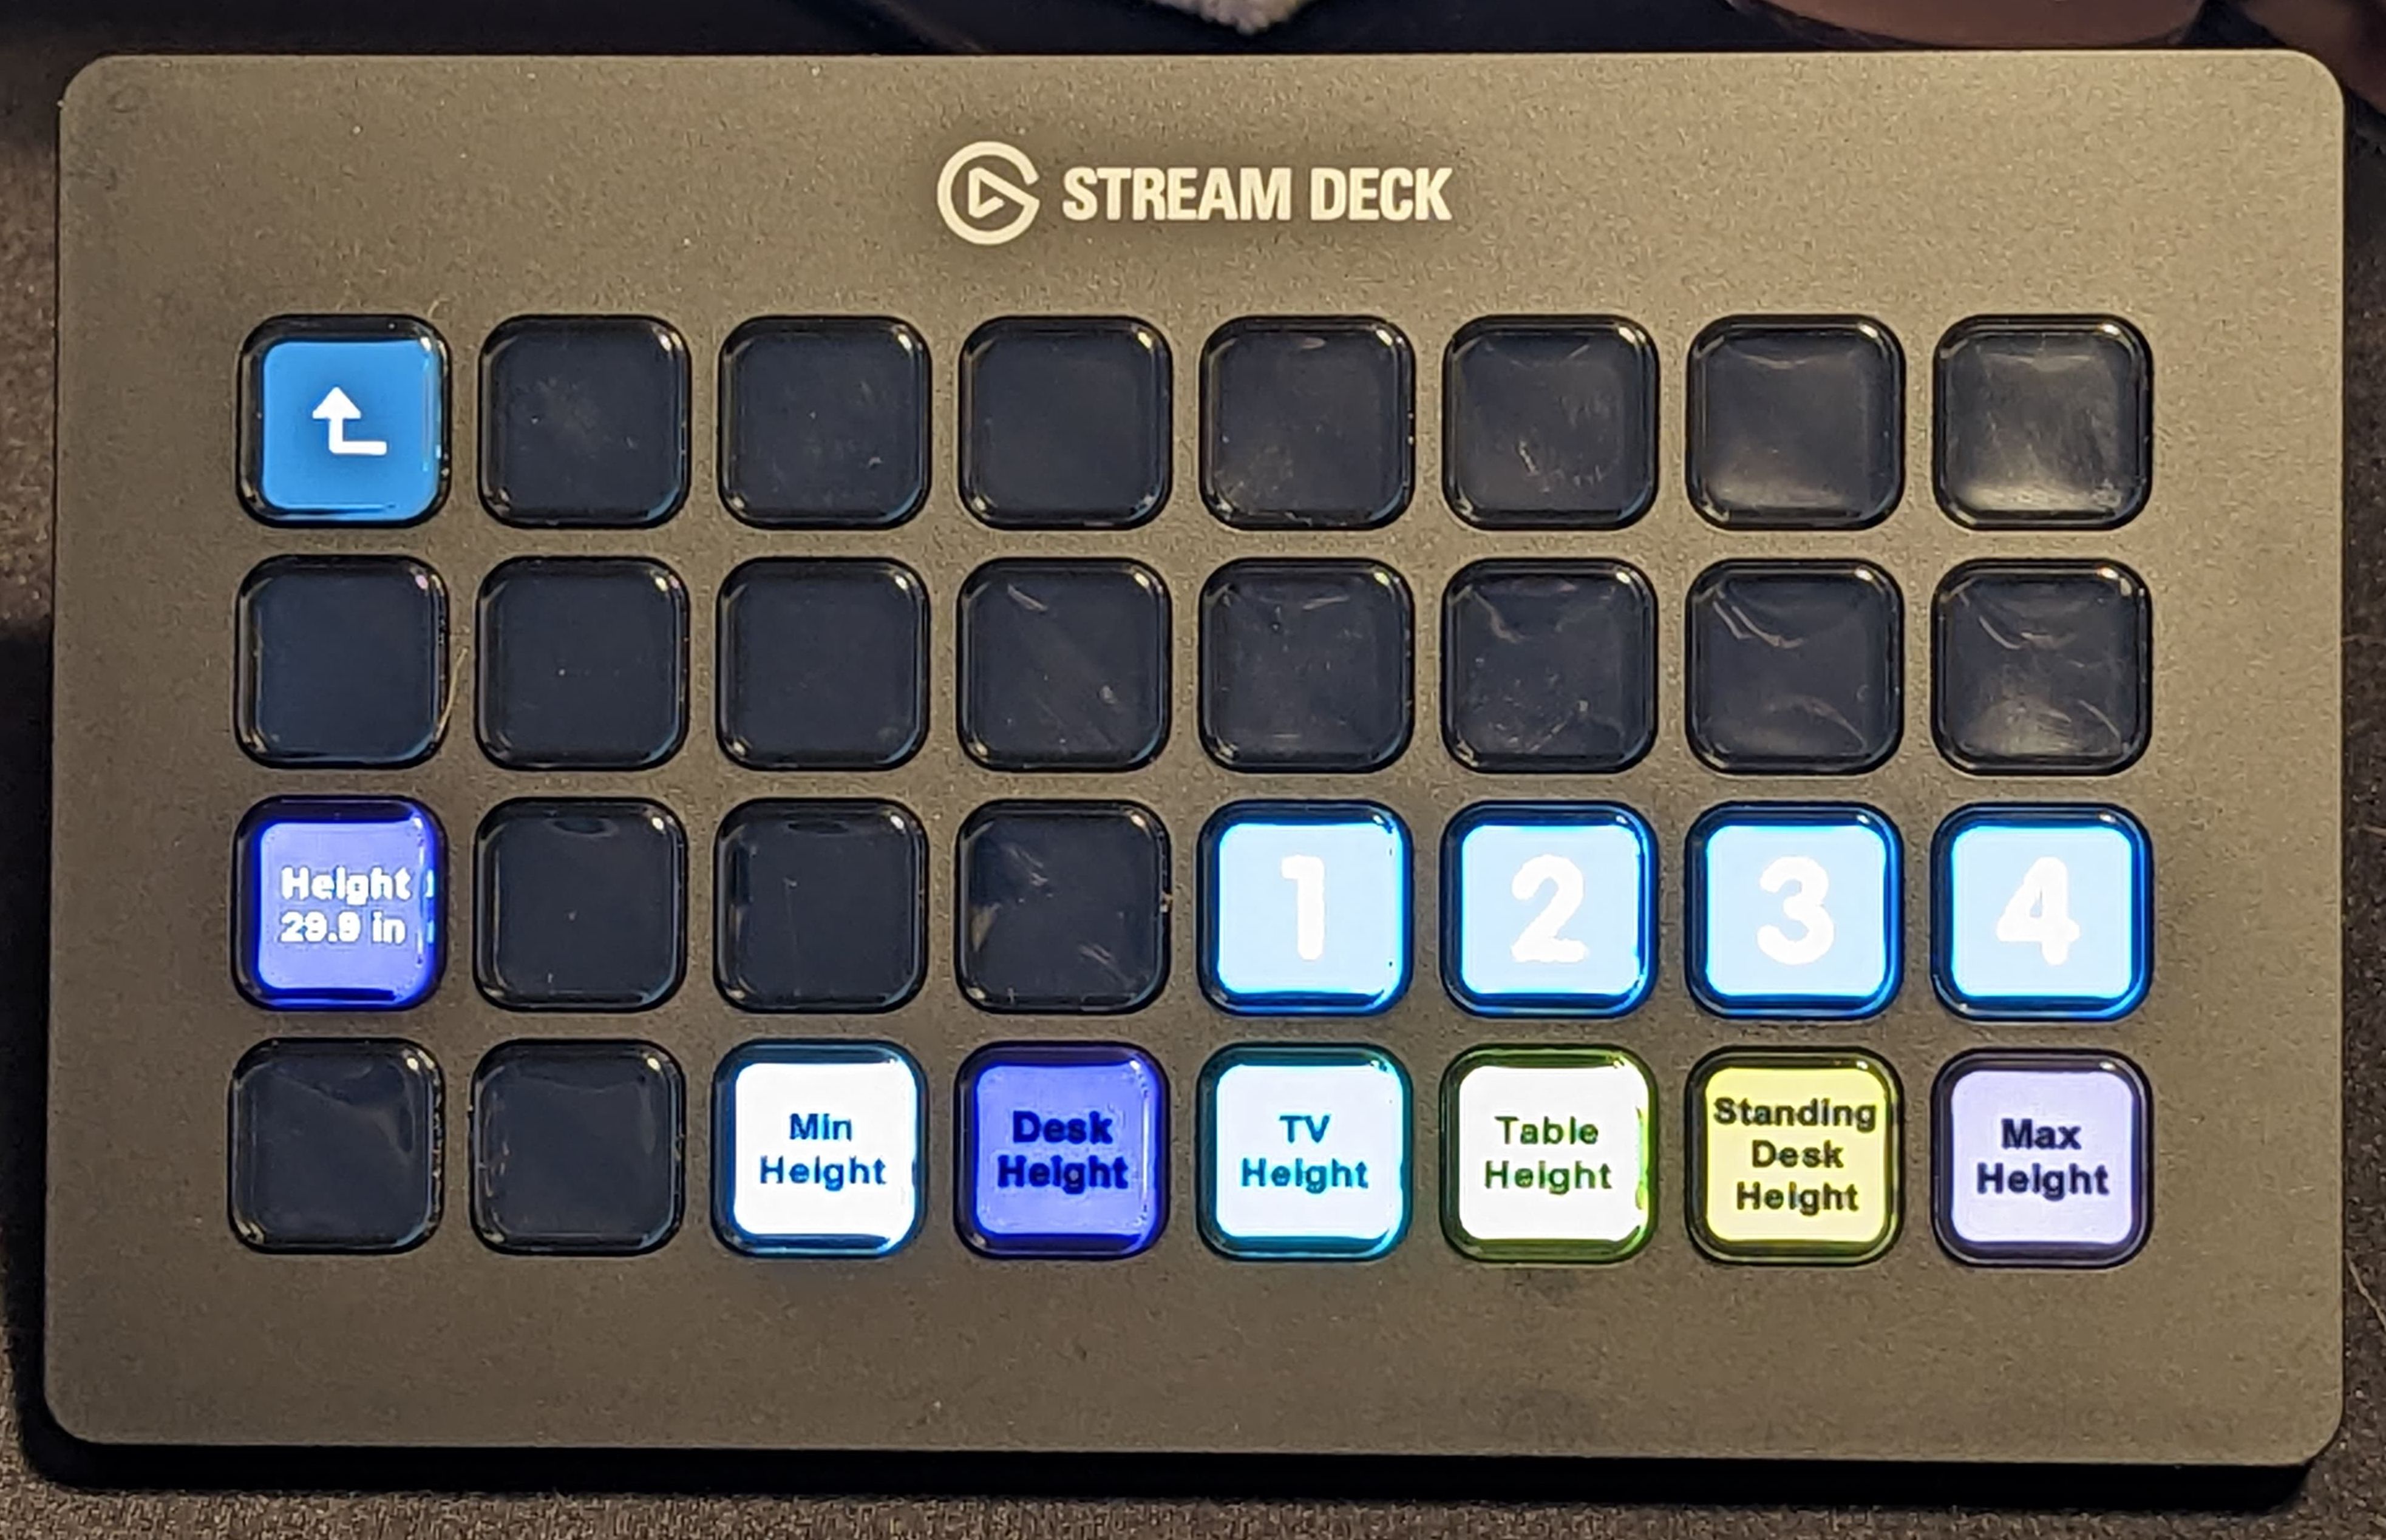 STREAM DECK
Height
29.9 in
1
2
3
4
Min
Height
Desk
Height
TV
Height
Table
Height
Standing
Desk
Height
Max
Height